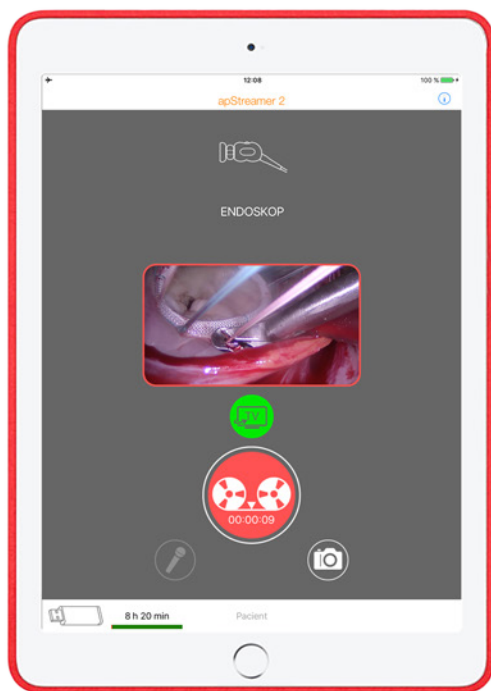 12:08
100 %
apStreamer 2
ENDOSKOP
TV
00:00:09
8 h 20 min
Pacient